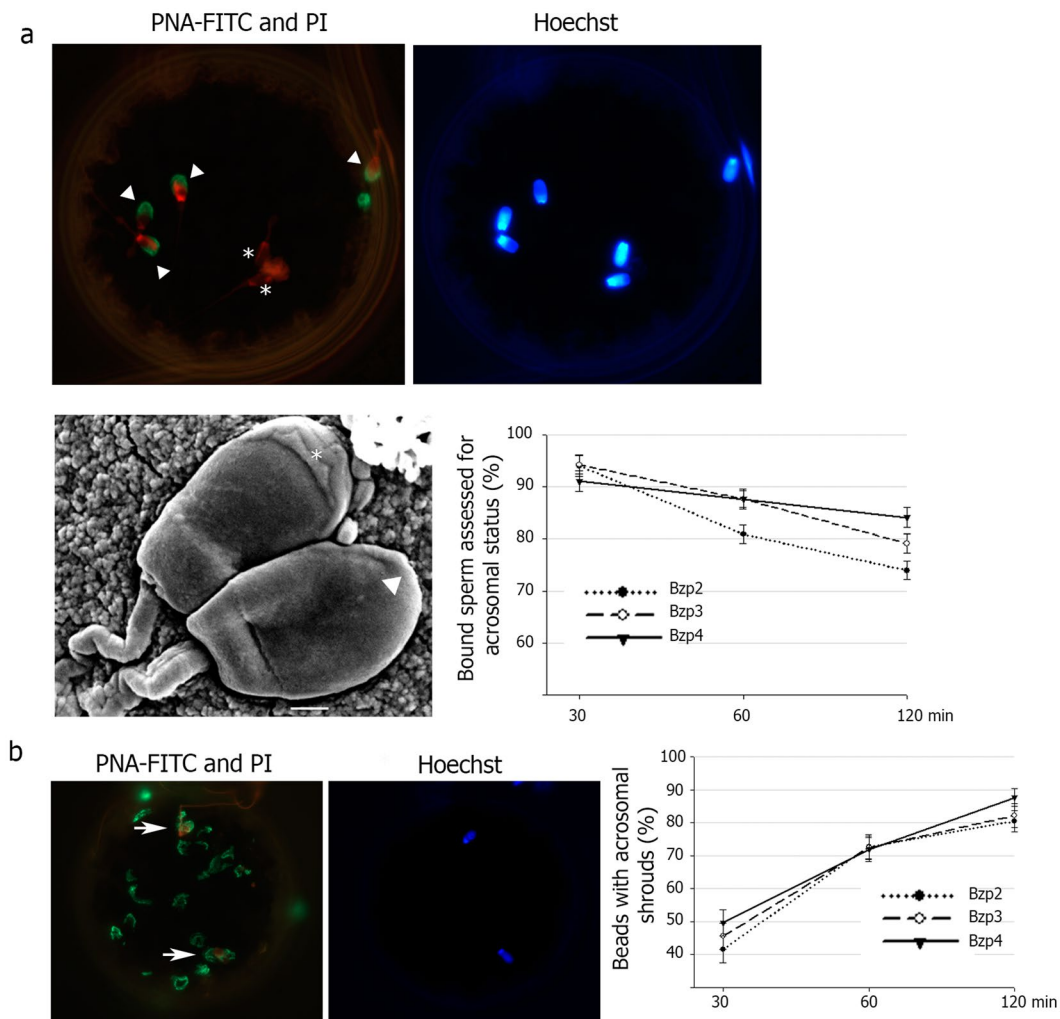 a
PNA-FITC and PI
Hoechst
*
*
*
Bound sperm assessed for
acrosomal status (%)
100
90
80
70
60
Bzp2
Bzp3
Bzp4
30
60
120 min
b
PNA-FITC and PI
Hoechst
Beads with acrosomal
shrouds (%)
100
90
80
70
60
50
40
Bzp2
Bzp3
Bzp4
30
60
120 min